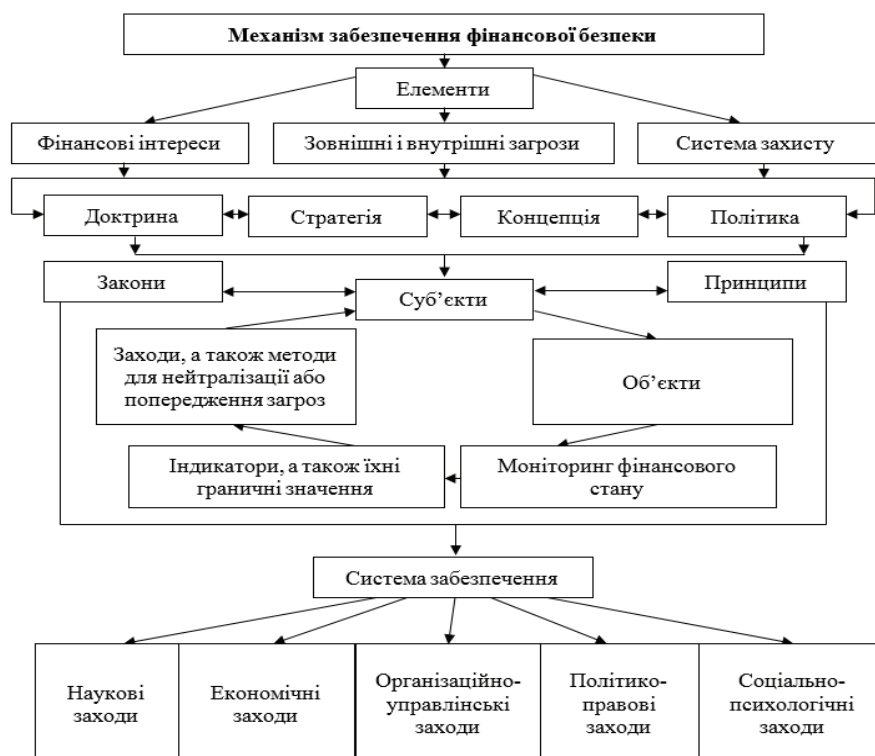 Механізм забезпечення фінансової безпеки
Елементи
Фінансові інтереси
Зовнішні і внутрішні загрози
Система захисту
Доктрина
Стратегія
Концепція
Політика
Закони
Суб’єкти
Принципи
Заходи, а також методи
для нейтралізації або
попередження загроз
Об’єкти
Індикатори, а також їхні
граничні значення
Моніторинг фінансового
стану
Система забезпечення
Наукові
заходи
Економічні
заходи
Організаційно-
управлінські
заходи
Політико-
правові
заходи
Соціально-
психологічні
заходи